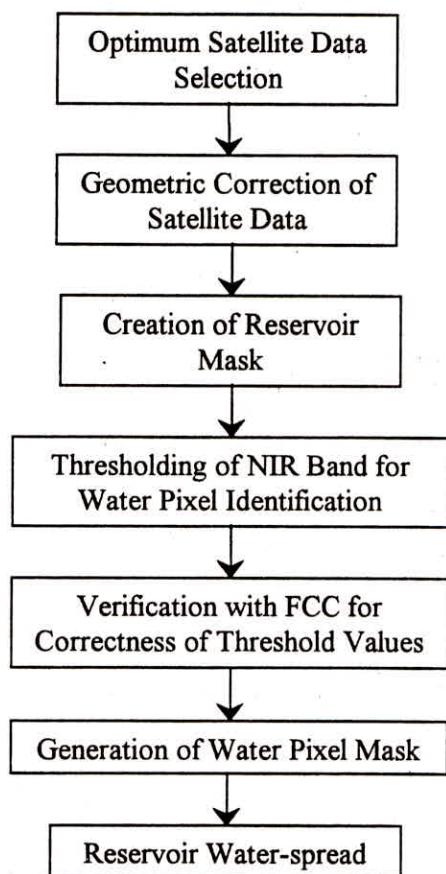 Optimum Satellite Data
Selection
Geometric Correction of
Satellite Data
Creation of Reservoir
Mask
Thresholding of NIR Band for
Water Pixel Identification
Verification with FCC for
Correctness of Threshold Values
Generation of Water Pixel Mask
Reservoir Water-spread